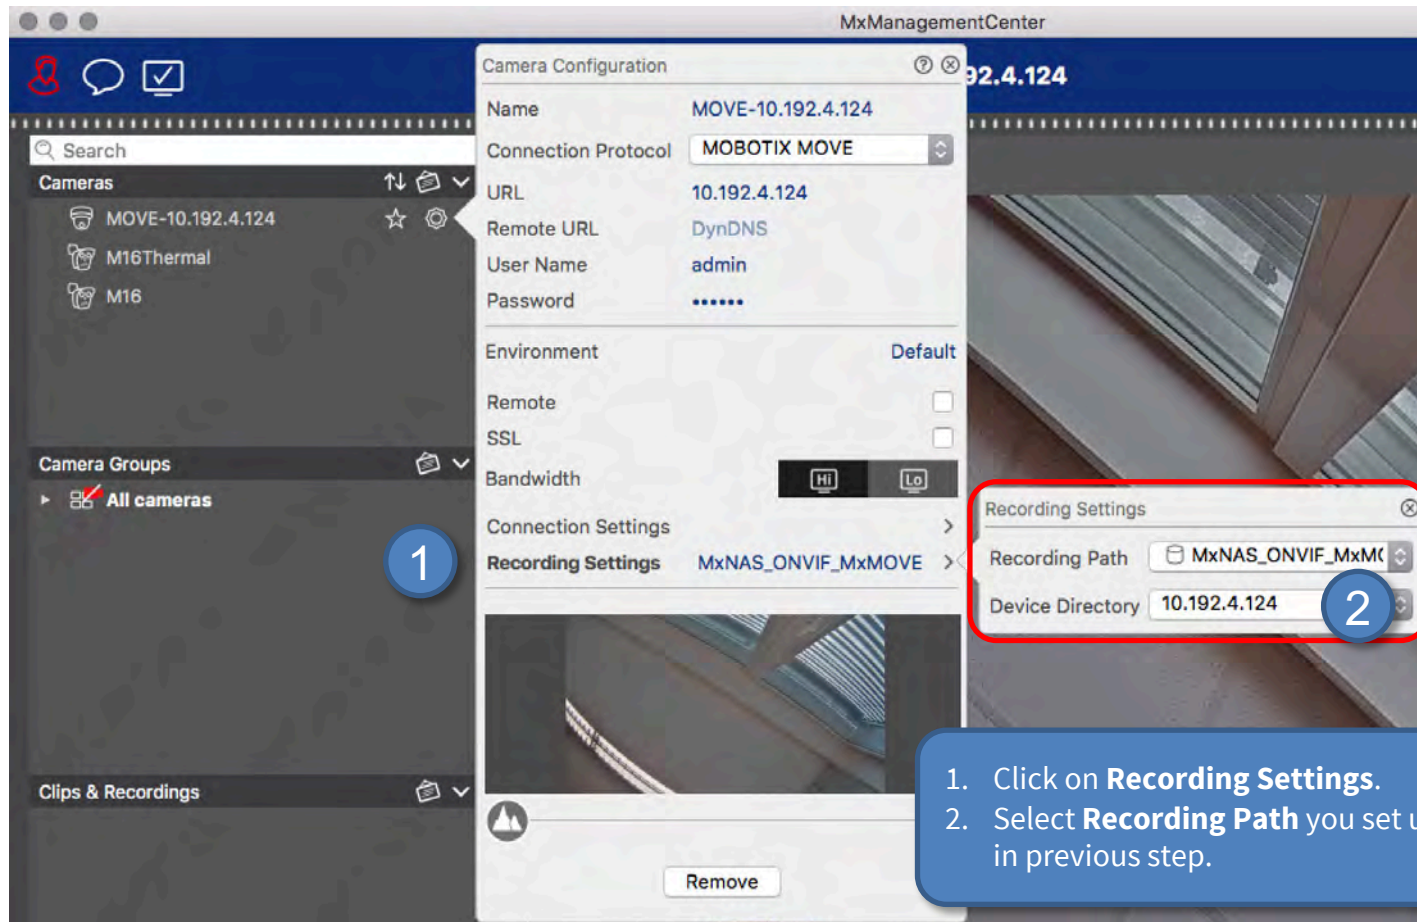 MxManagementCenter
92.4.124
Search
Cameras
MOVE-10.192.4.124
M16Thermal
M16
Camera Groups
All cameras
Clips & Recordings
Camera Configuration
Name MOVE-10.192.4.124
Connection Protocol MOBOTIX MOVE
URL 10.192.4.124
Remote URL DynDNS
User Name admin
Password ••••••
Environment Default
Remote
SSL
Bandwidth Hi Lo
Connection Settings
Recording Settings MxNAS_ONVIF_MxMOVE
Remove
1
Recording Settings
Recording Path MxNAS_ONVIF_MxM(
Device Directory 10.192.4.124
2
1. Click on Recording Settings.
2. Select Recording Path you set u
in previous step.